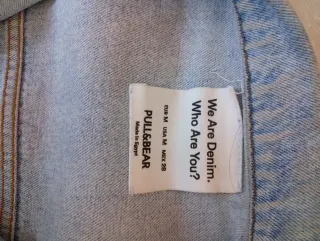 We Are Denim.
Who Are You?
EUR M USA M MEX 28
PULL&BEAR
Made in Egypt